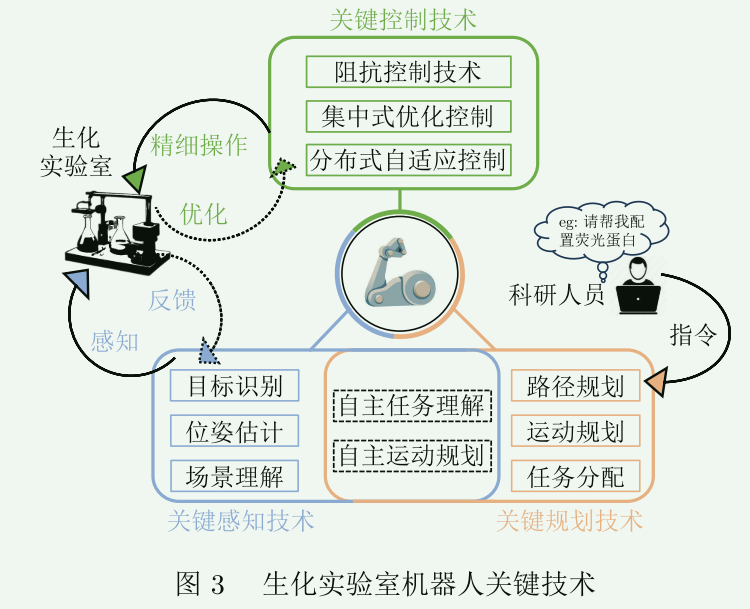 关键控制技术
阻抗控制技术
集中式优化控制
分布式自适应控制
生化
实验室
精细操作
优化
eg: 请帮我配
置荧光蛋白
科研人员
指令
反馈
感知
目标识别
位姿估计
场景理解
自主任务理解
自主运动规划
路径规划
运动规划
任务分配
关键感知技术
关键规划技术
图 3 生化实验室机器人关键技术